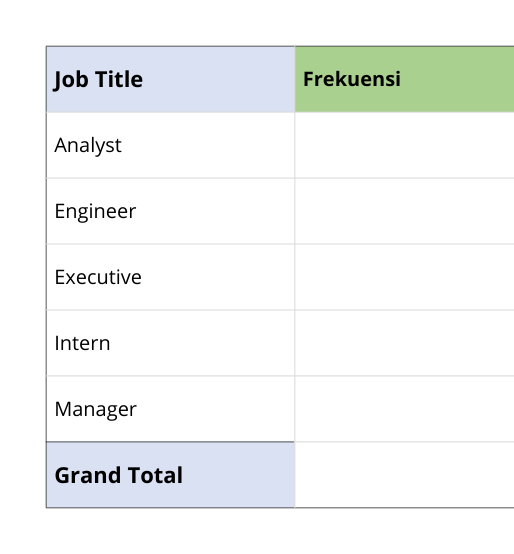 Job Title Frekuensi
Analyst
Engineer
Executive
Intern
Manager
Grand Total